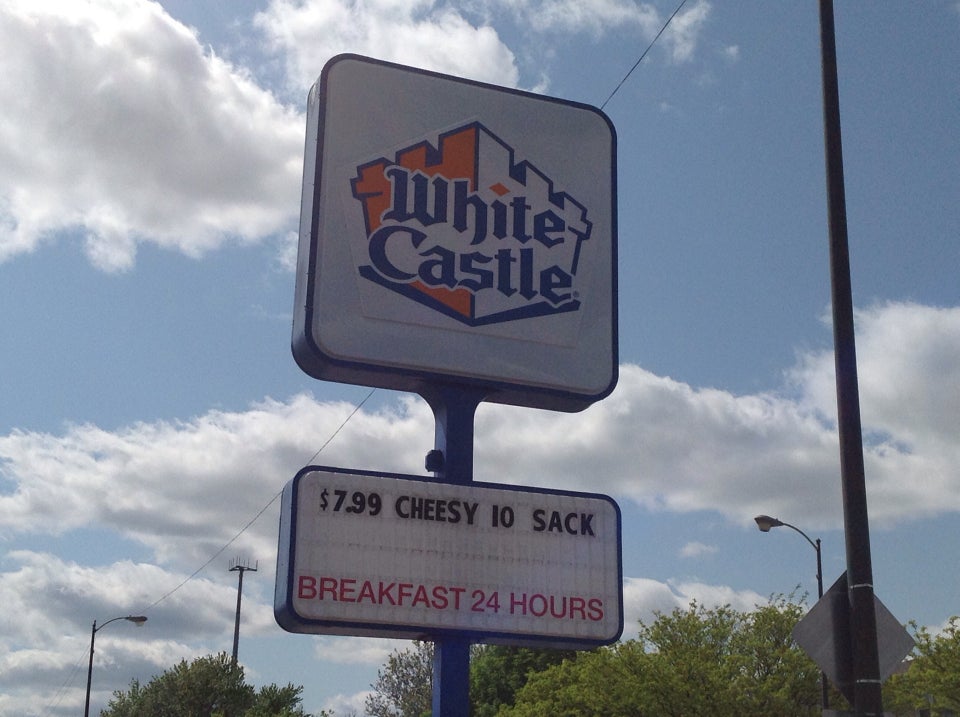 White
Castle®
$7.99 CHEESY 10 SACK
BREAKFAST 24 HOURS